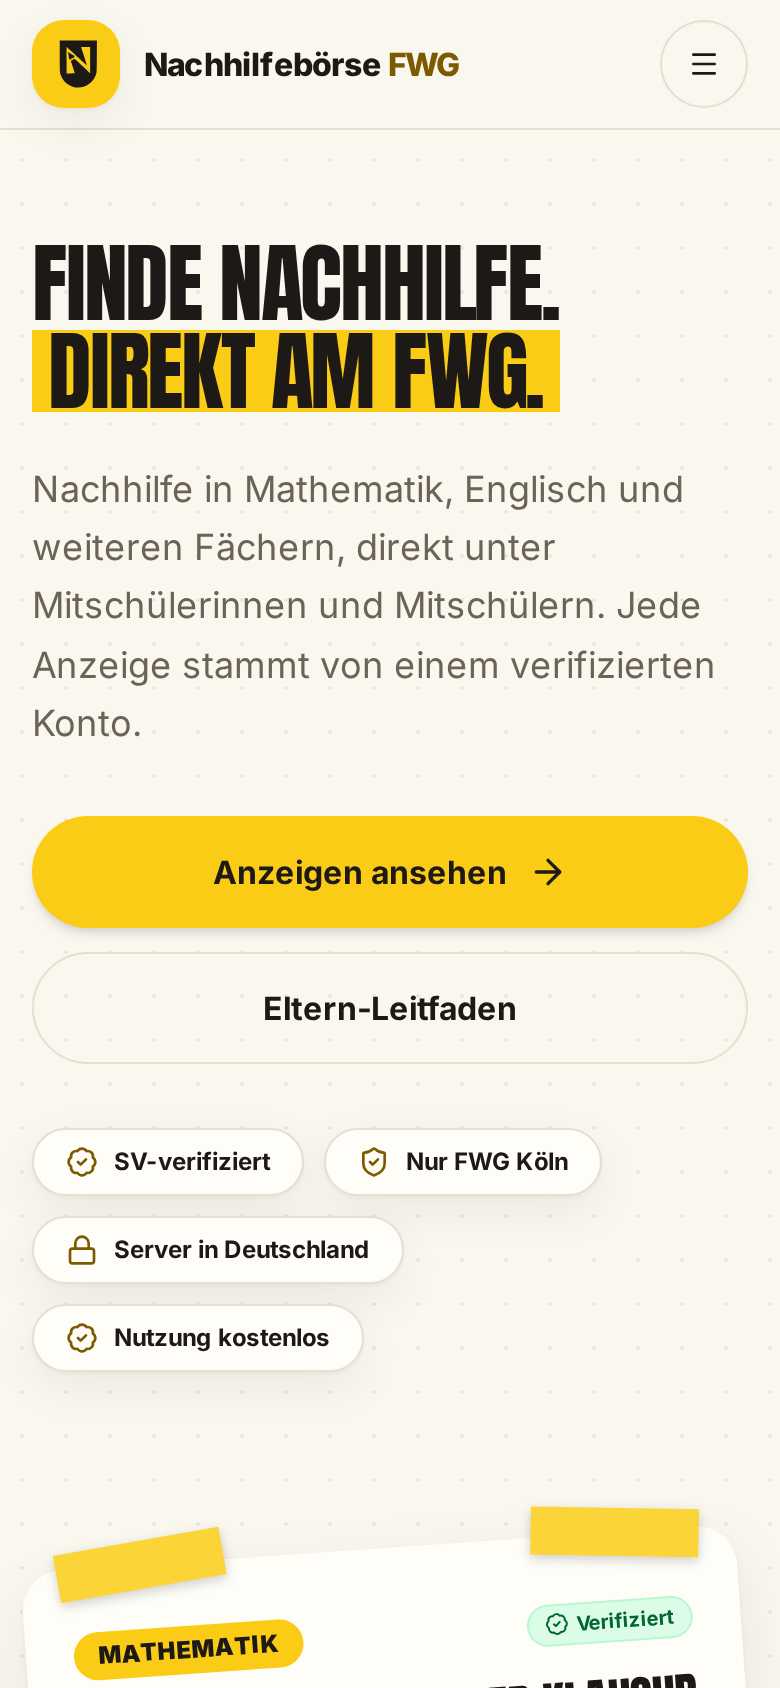 Nachhilfebörse FWG
FINDE NACHHILFE.
DIREKT AM FWG.
Nachhilfe in Mathematik, Englisch und
weiteren Fächern, direkt unter
Mitschülerinnen und Mitschülern. Jede
Anzeige stammt von einem verifizierten
Konto.
Anzeigen ansehen
Eltern-Leitfaden
SV-verifiziert
Nur FWG Köln
Server in Deutschland
Nutzung kostenlos
Verifiziert
MATHEMATIK
KLAUSUR